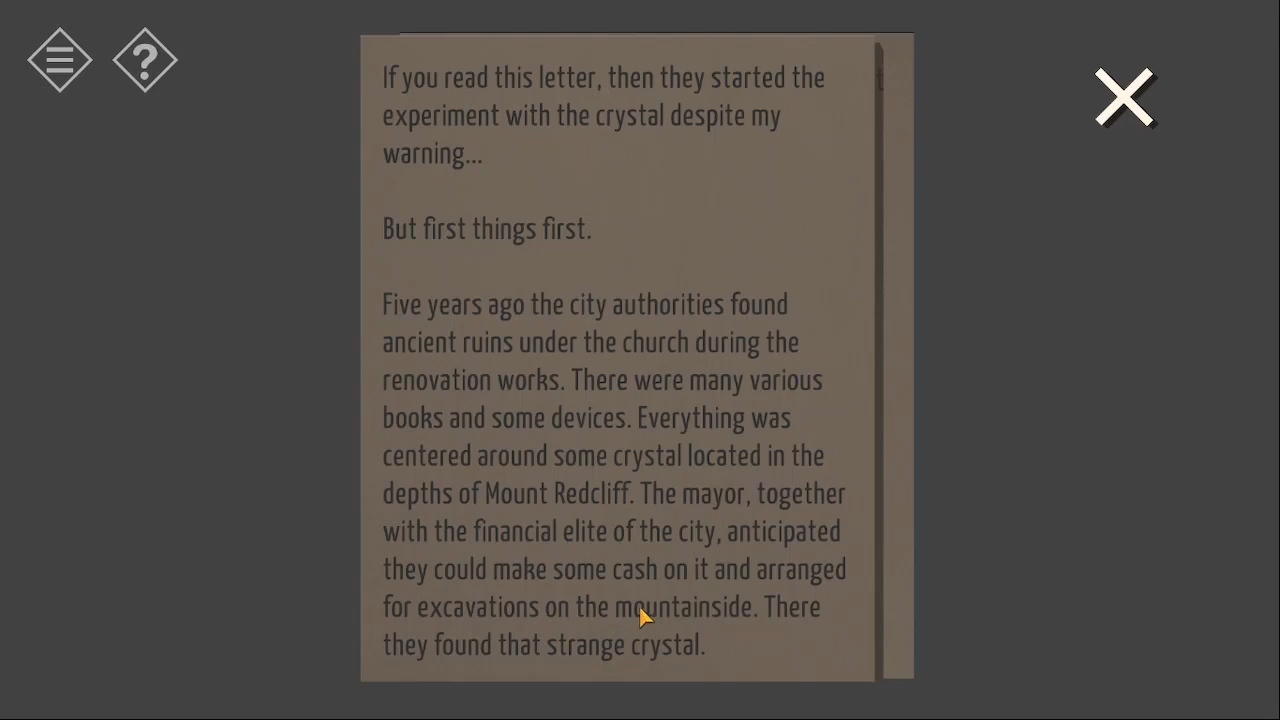 If you read this letter, then they started the
experiment with the crystal despite my
warning...
But first things first.
Five years ago the city authorities found
ancient ruins under the church during the
renovation works. There were many various
books and some devices. Everything was
centered around some crystal located in the
depths of Mount Redcliff. The mayor, together
with the financial elite of the city, anticipated
they could make some cash on it and arranged
for excavations on the mountainside. There
they found that strange crystal.